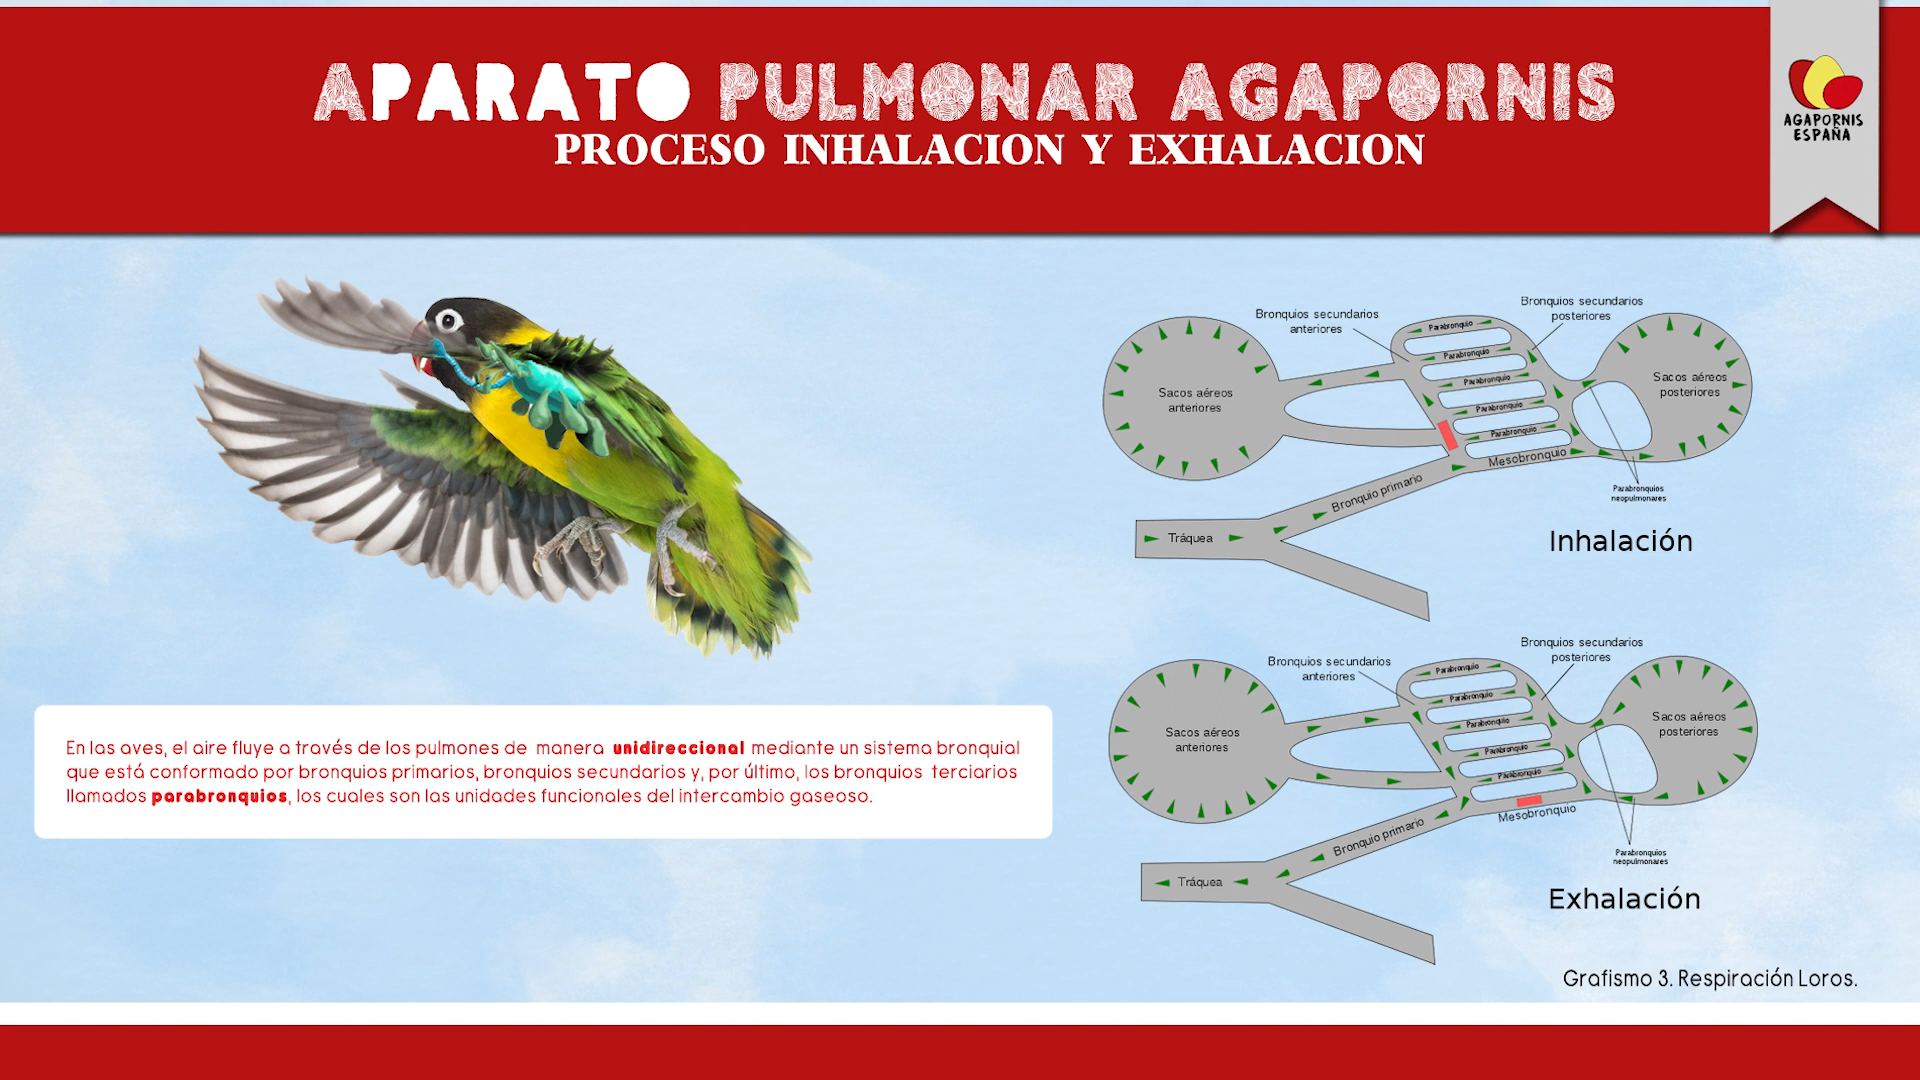 APARATO PULMONAR AGAPORNIS
PROCESO INHALACION Y EXHALACION
AGAPORNIS
ESPAÑA
En las aves, el aire fluye a través de los pulmones de manera unidireccional mediante un sistema bronquial
que está conformado por bronquios primarios, bronquios secundarios y, por último, los bronquios terciarios
llamados parabronquios, los cuales son las unidades funcionales del intercambio gaseoso.
Bronquios secundarios
anteriores
Bronquios secundarios
posteriores
Parabronquio
Parabronquio
Parabronquio
Parabronquio
Parabronquio
Sacos aéreos
anteriores
Sacos aéreos
posteriores
Mesobronquio
Bronquio primario
Parabronquios
neopulmonares
Tráquea
Inhalación
Bronquios secundarios
anteriores
Bronquios secundarios
posteriores
Parabronquio
Parabronquio
Parabronquio
Parabronquio
Parabronquio
Sacos aéreos
anteriores
Sacos aéreos
posteriores
Mesobronquio
Bronquio primario
Parabronquios
neopulmonares
Tráquea
Exhalación
Grafismo 3. Respiración Loros.